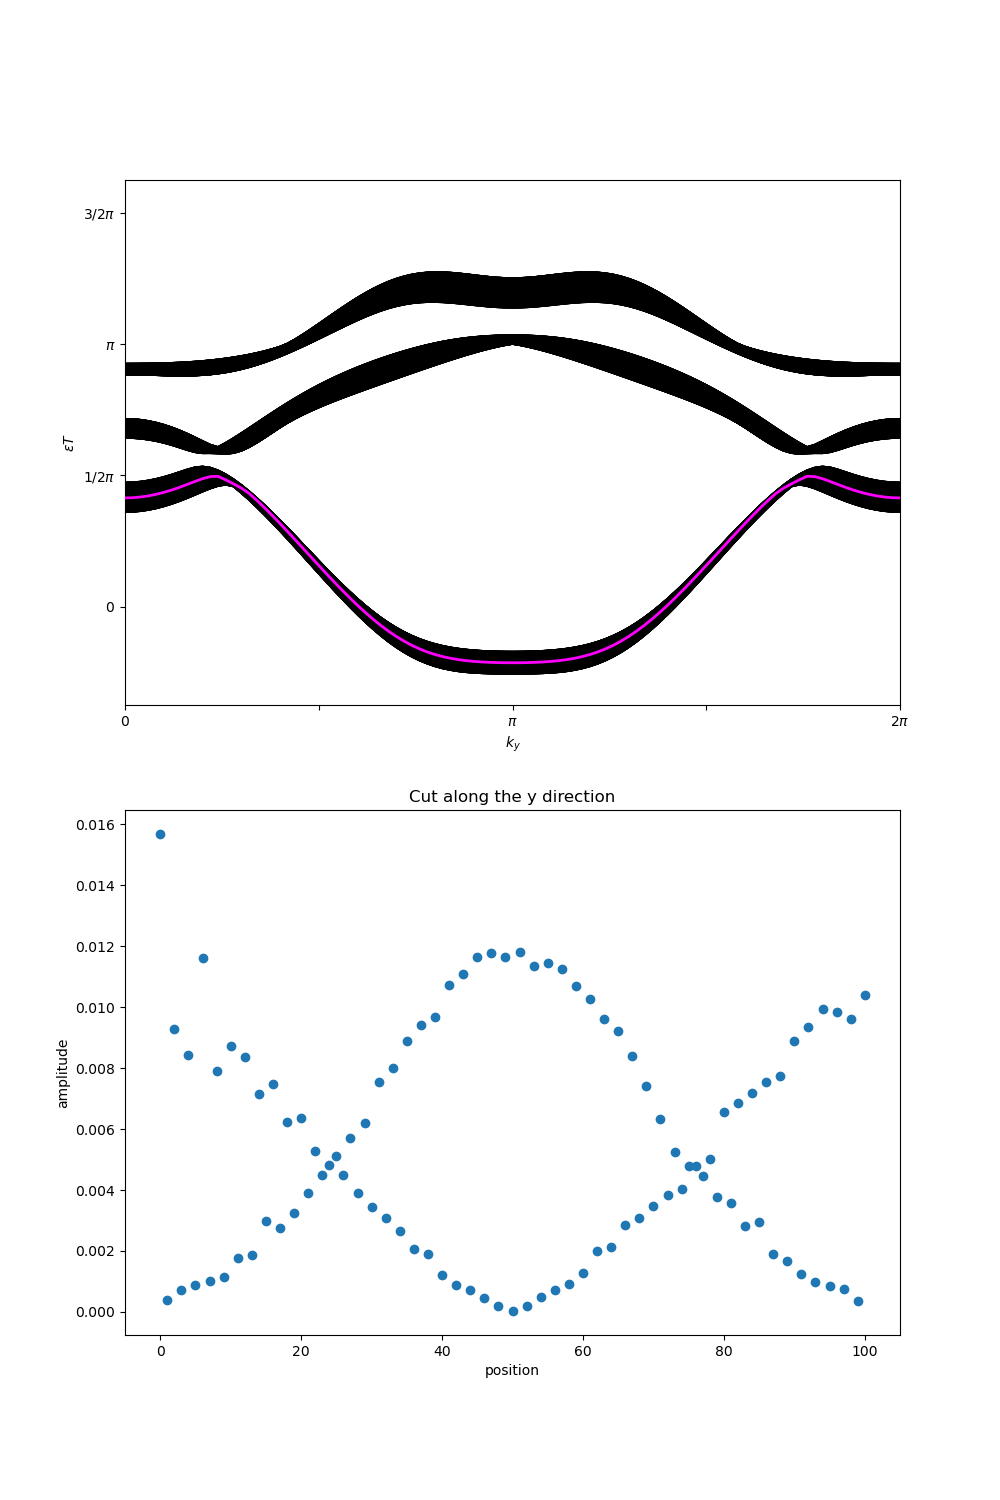 3/2π
π
1/2π
0
εT
0
π
2π
k_y
Cut along the y direction
0.016
0.014
0.012
0.010
0.008
0.006
0.004
0.002
0.000
amplitude
0 20 40 60 80 100
position